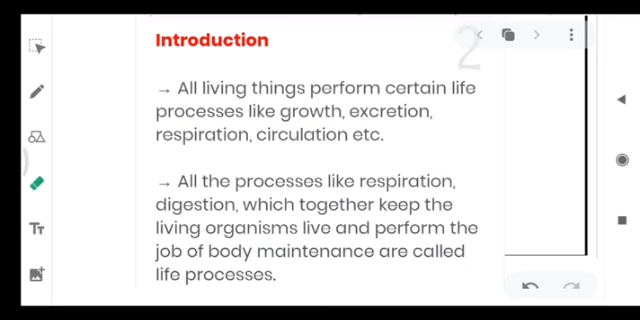 Introduction
2
→ All living things perform certain life
processes like growth, excretion,
respiration, circulation etc.
→ All the processes like respiration,
digestion, which together keep the
living organisms live and perform the
job of body maintenance are called
life processes.
Tт